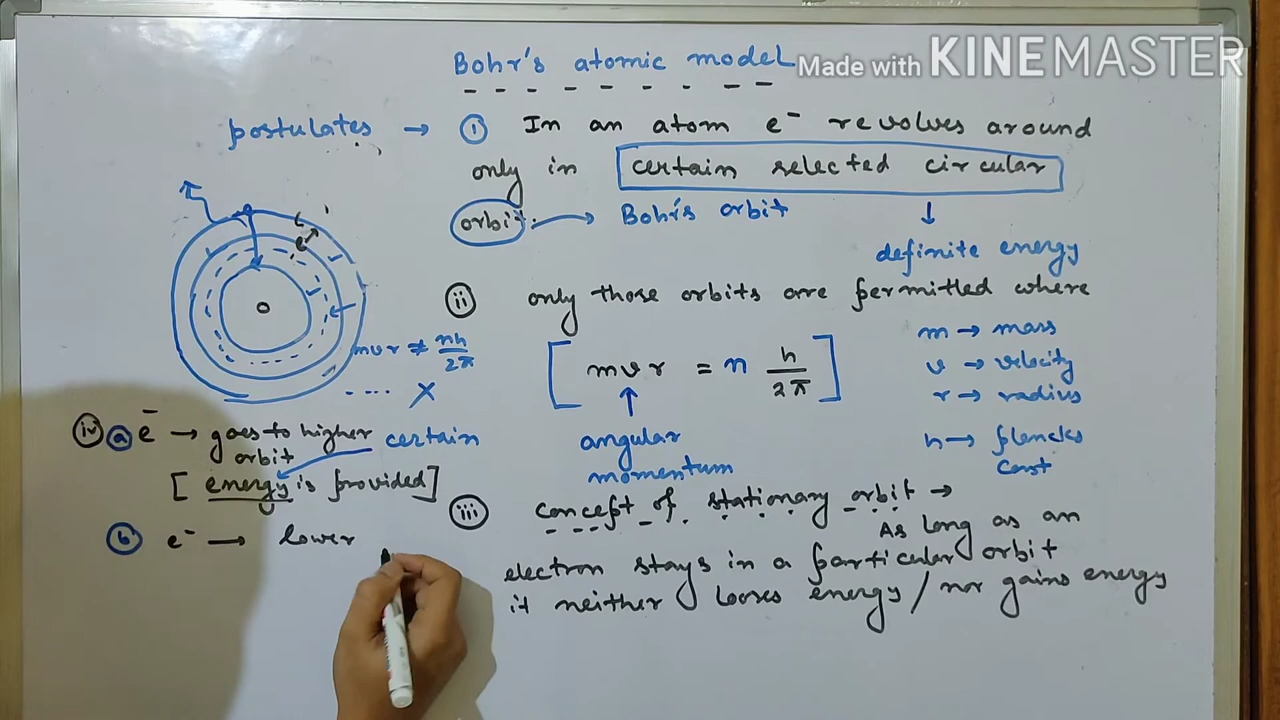 Bohr's atomic model
Made with KINEMASTER
postulates → ① In an atom e⁻ revolves around
only in certain selected circular
orbit. → Bohr's orbit
definite energy
e⁻
ⅱ only those orbits are permitted where
[ mvr = n h/2π ]
angular
momentum
m → mass
v → velocity
r → radius
h → plancks
const
mvr ≠ nh/2π
.... X
ⅳ ⓐ e⁻ → goes to higher
orbit
certain
[ energy is provided ]
ⓑ e⁻ → lower
ⅲ concept of stationary orbit →
As long as an
electron stays in a particular orbit
it neither looses energy / nor gains energy